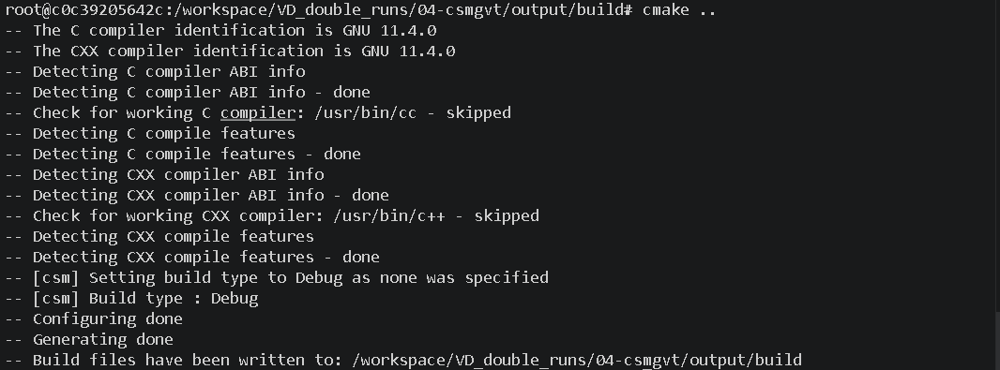 root@c0c39205642c:/workspace/VD_double_runs/04-csmgvt/output/build# cmake ..
-- The C compiler identification is GNU 11.4.0
-- The CXX compiler identification is GNU 11.4.0
-- Detecting C compiler ABI info
-- Detecting C compiler ABI info - done
-- Check for working C compiler: /usr/bin/cc - skipped
-- Detecting C compile features
-- Detecting C compile features - done
-- Detecting CXX compiler ABI info
-- Detecting CXX compiler ABI info - done
-- Check for working CXX compiler: /usr/bin/c++ - skipped
-- Detecting CXX compile features
-- Detecting CXX compile features - done
-- [csm] Setting build type to Debug as none was specified
-- [csm] Build type : Debug
-- Configuring done
-- Generating done
-- Build files have been written to: /workspace/VD_double_runs/04-csmgvt/output/build